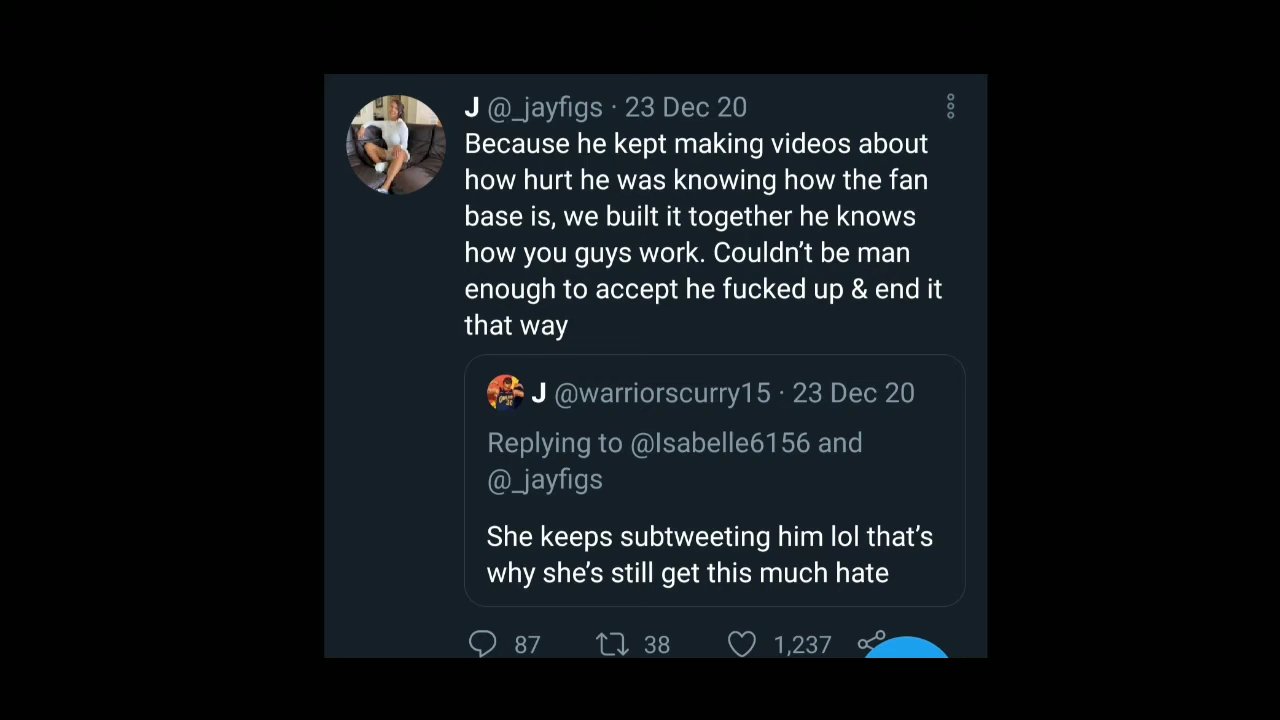 J @_jayfigs · 23 Dec 20
Because he kept making videos about
how hurt he was knowing how the fan
base is, we built it together he knows
how you guys work. Couldn't be man
enough to accept he fucked up & end it
that way
J @warriorscurry15 · 23 Dec 20
Replying to @Isabelle6156 and
@_jayfigs
She keeps subtweeting him lol that's
why she's still get this much hate
87 38 1,237